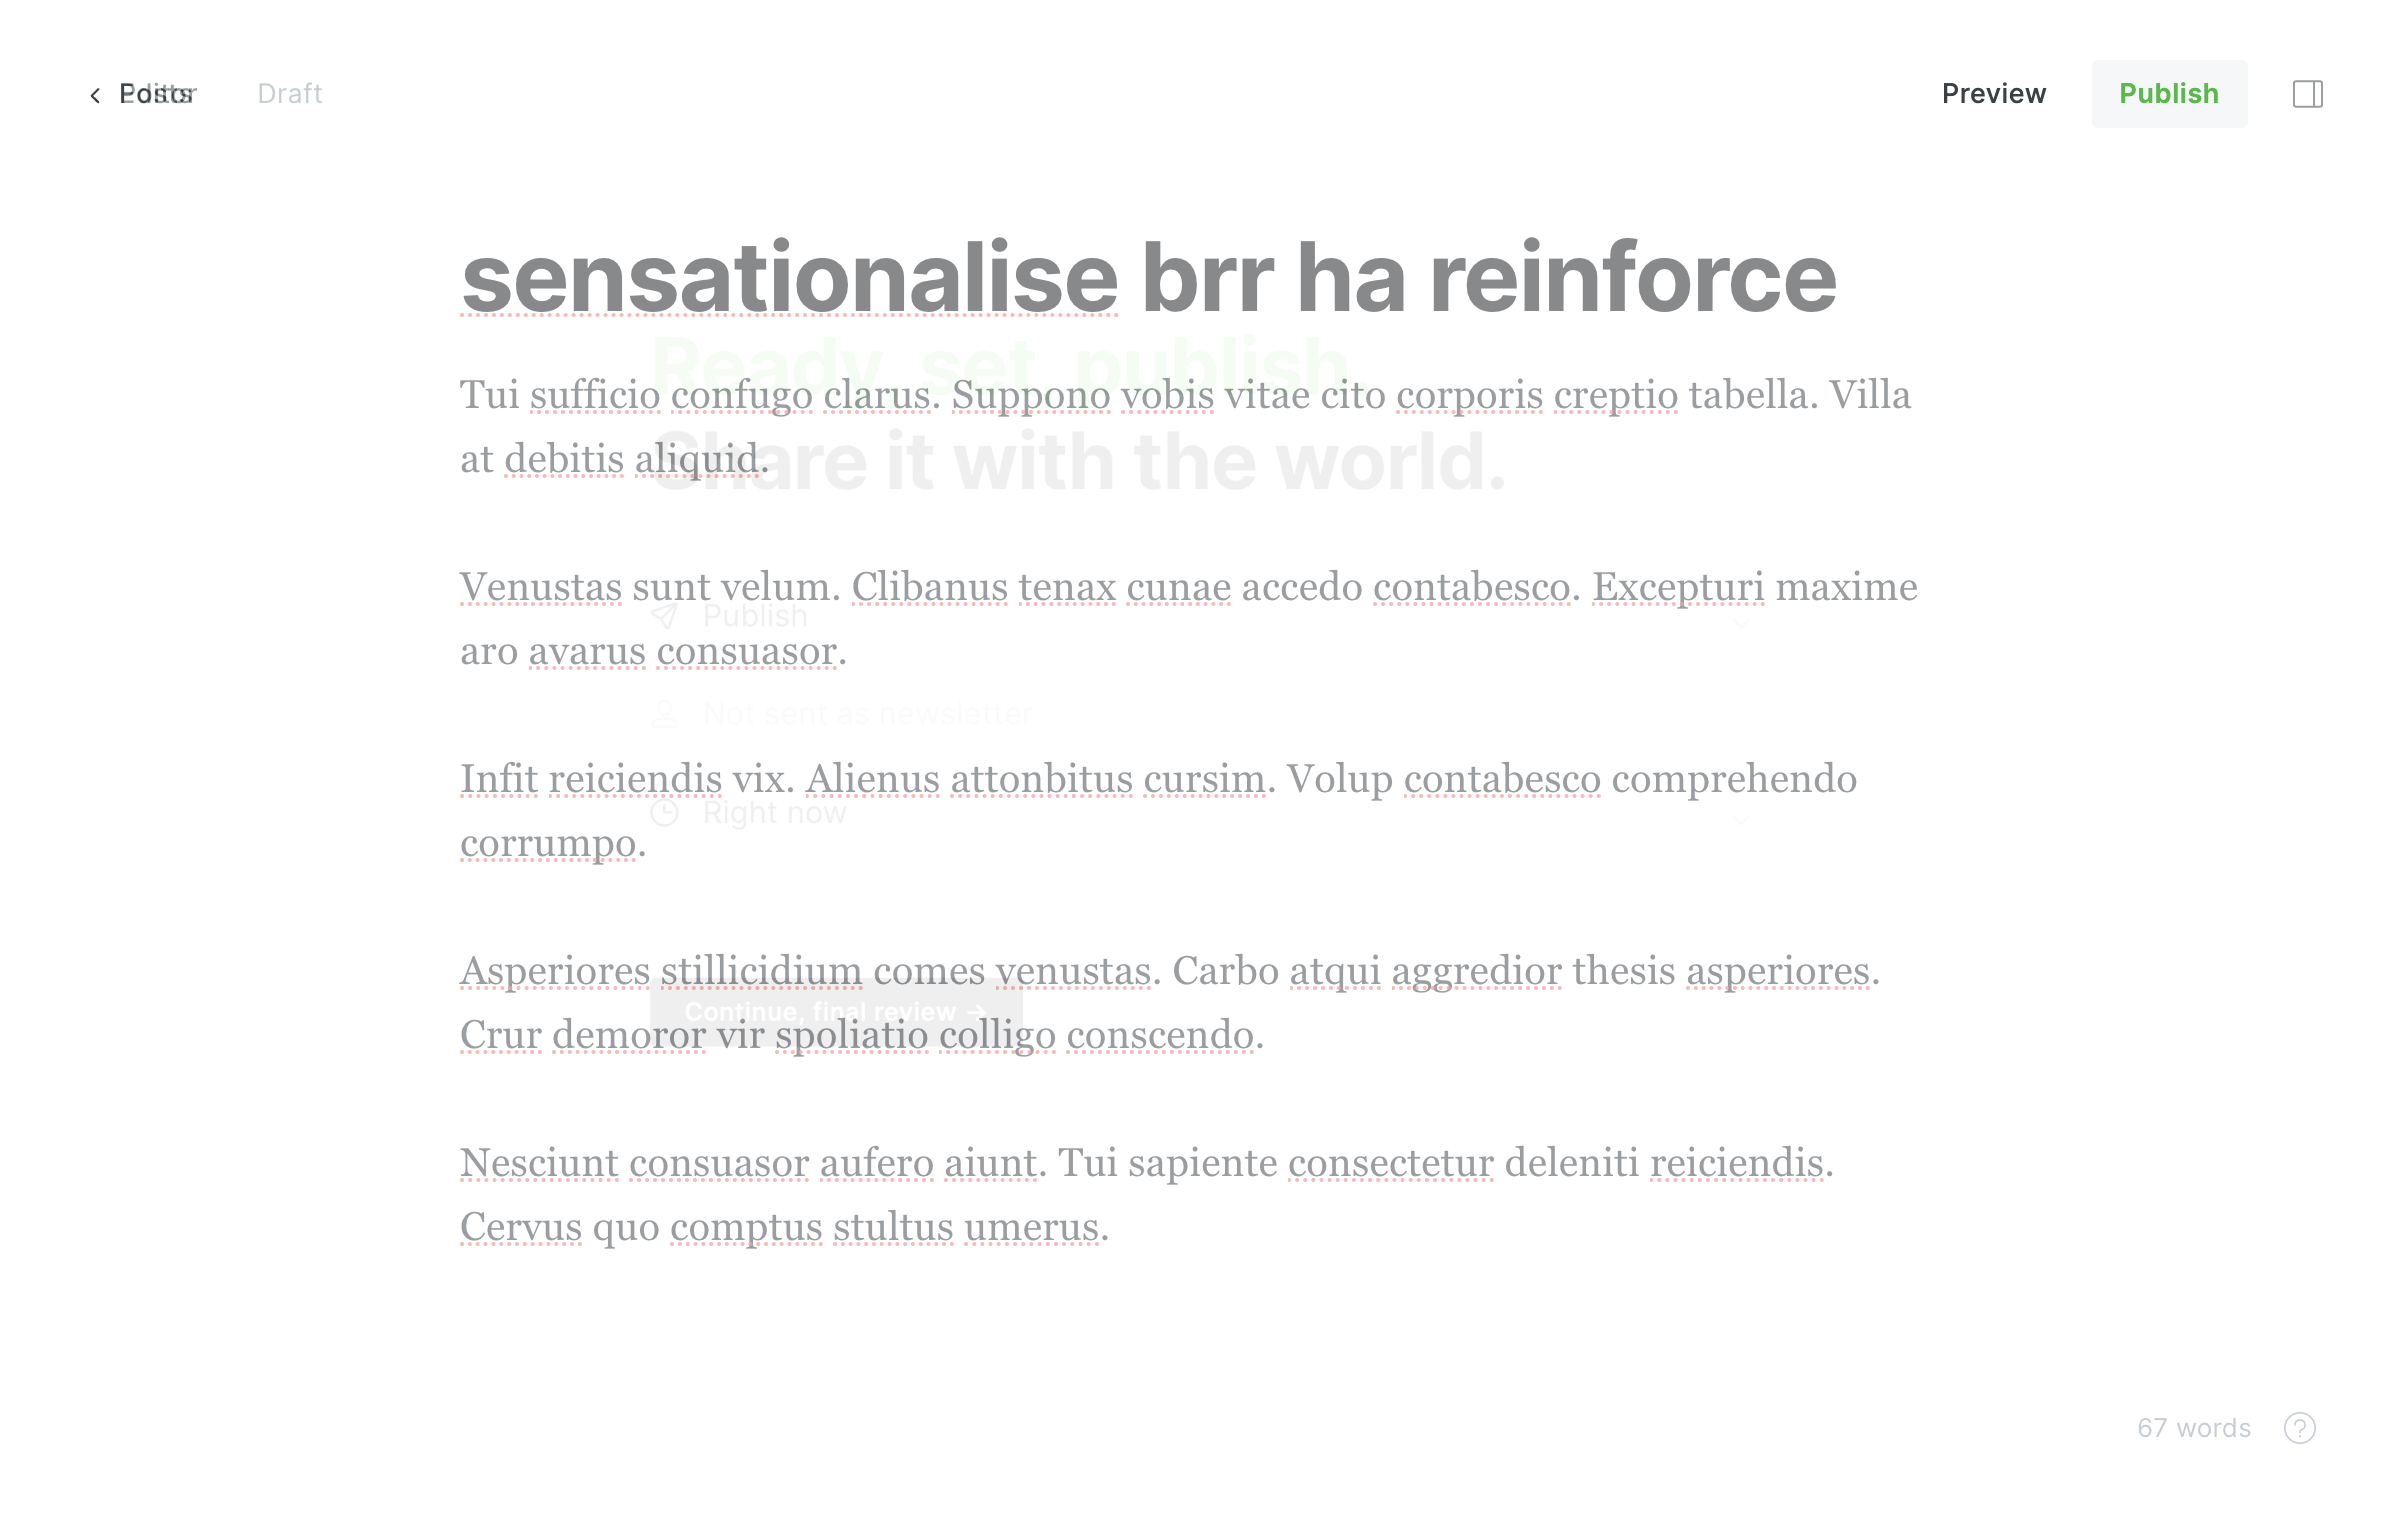 Posts
Editor
Draft
Preview
Publish
sensationalise brr ha reinforce
Ready, set, publish.
Tui sufficio confugo clarus. Suppono vobis vitae cito corporis creptio tabella. Villa
at debitis aliquid.
Share it with the world.
Venustas sunt velum. Clibanus tenax cunae accedo contabesco. Excepturi maxime
Publish
aro avarus consuasor.
Not sent as newsletter
Infit reiciendis vix. Alienus attonbitus cursim. Volup contabesco comprehendo
Right now
corrumpo.
Asperiores stillicidium comes venustas. Carbo atqui aggredior thesis asperiores.
Continue, final review →
Crur demoror vir spoliatio colligo conscendo.
Nesciunt consuasor aufero aiunt. Tui sapiente consectetur deleniti reiciendis.
Cervus quo comptus stultus umerus.
67 words
?